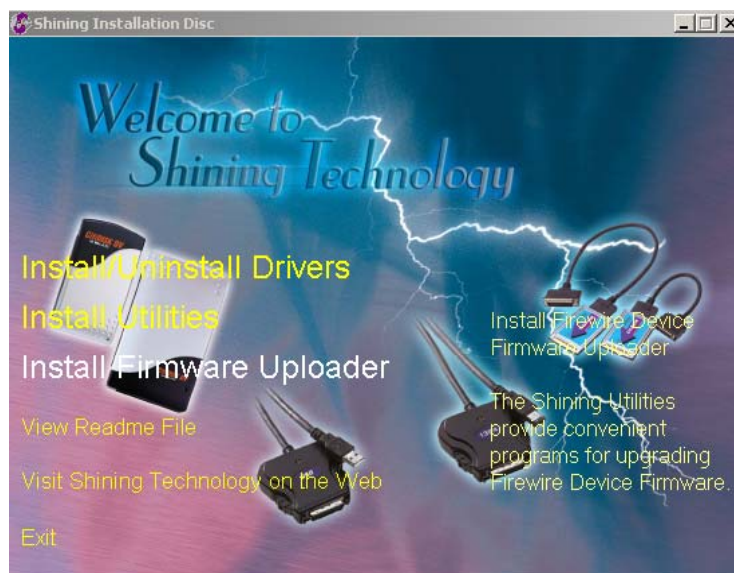 Shining Installation Disc
Welcome to
Shining Technology
Install/Uninstall Drivers
Install Utilities
Install Firmware Uploader
View Readme File
Visit Shining Technology on the Web
Exit
Install Firewire Device
Firmware Uploader
The Shining Utilities
provide convenient
programs for upgrading
Firewire Device Firmware.